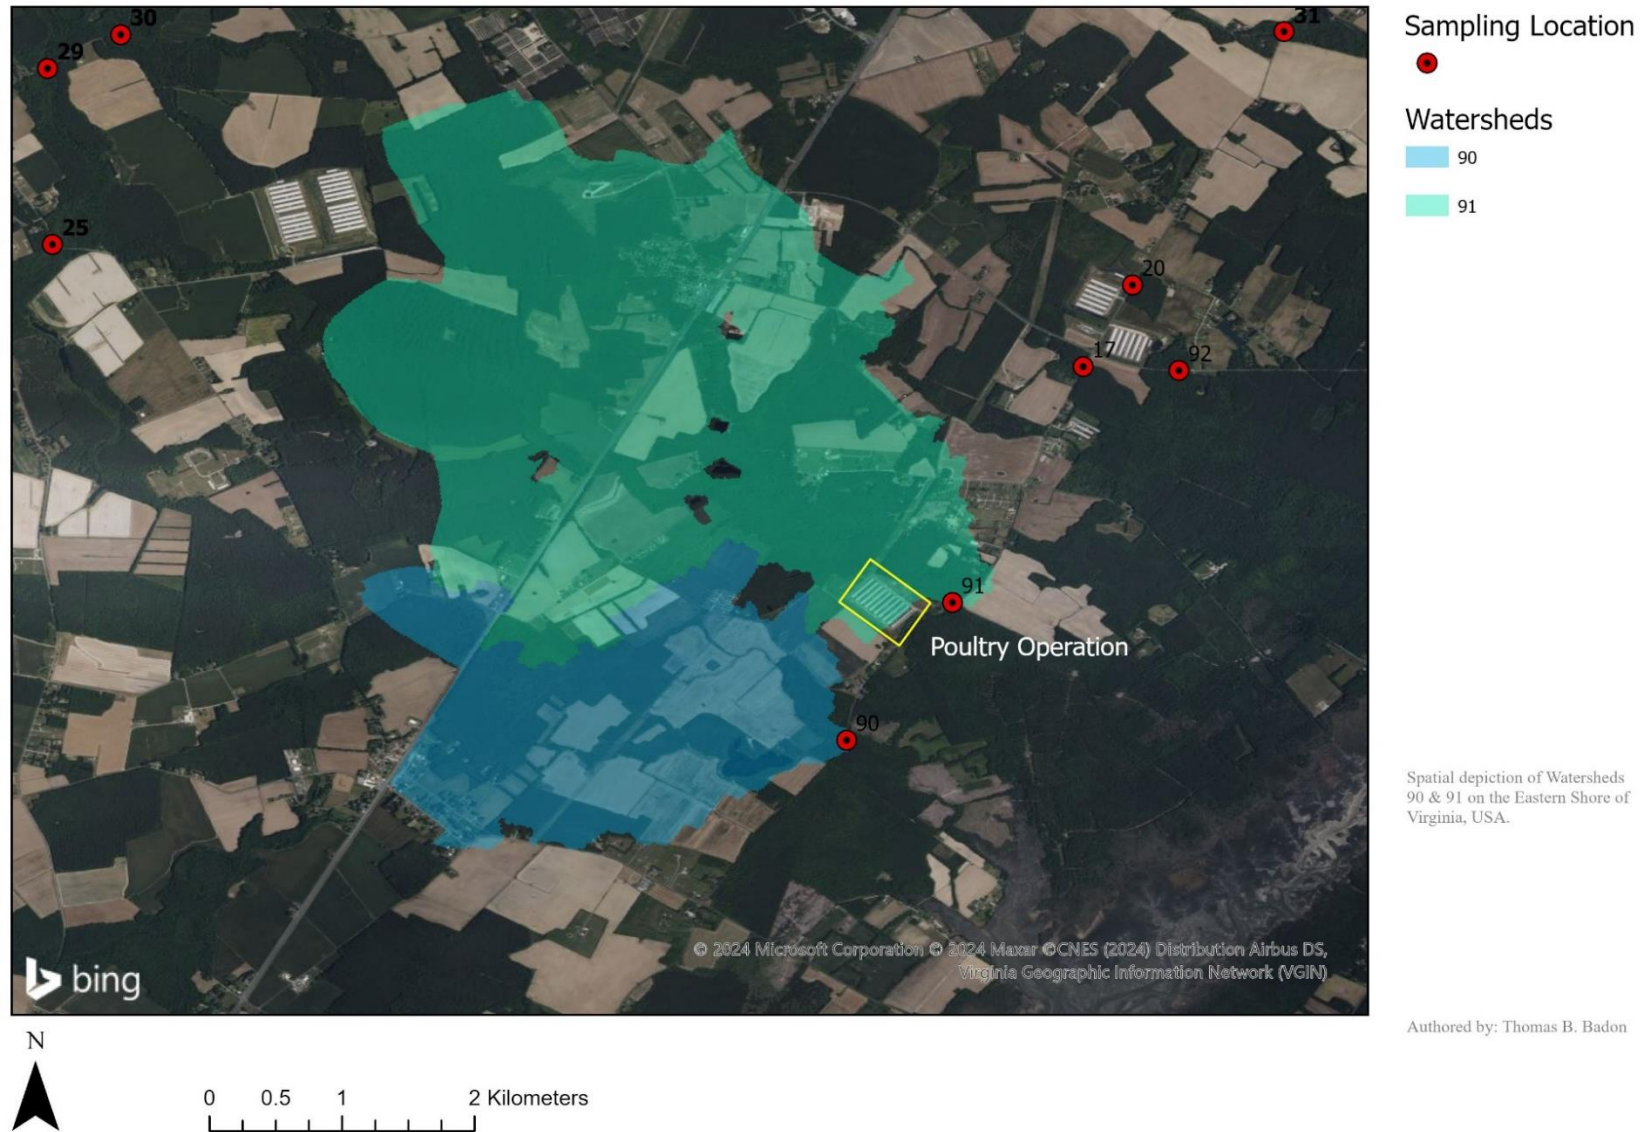 30
29
31
25
20
17
92
91
Poultry Operation
90
© 2024 Microsoft Corporation © 2024 Maxar ©CNES (2024) Distribution Airbus DS,
Virginia Geographic Information Network (VGIN)
bing
Sampling Location
Watersheds
90
91
Spatial depiction of Watersheds
90 & 91 on the Eastern Shore of
Virginia, USA.
Authored by: Thomas B. Badon
N
0 0.5 1 2 Kilometers